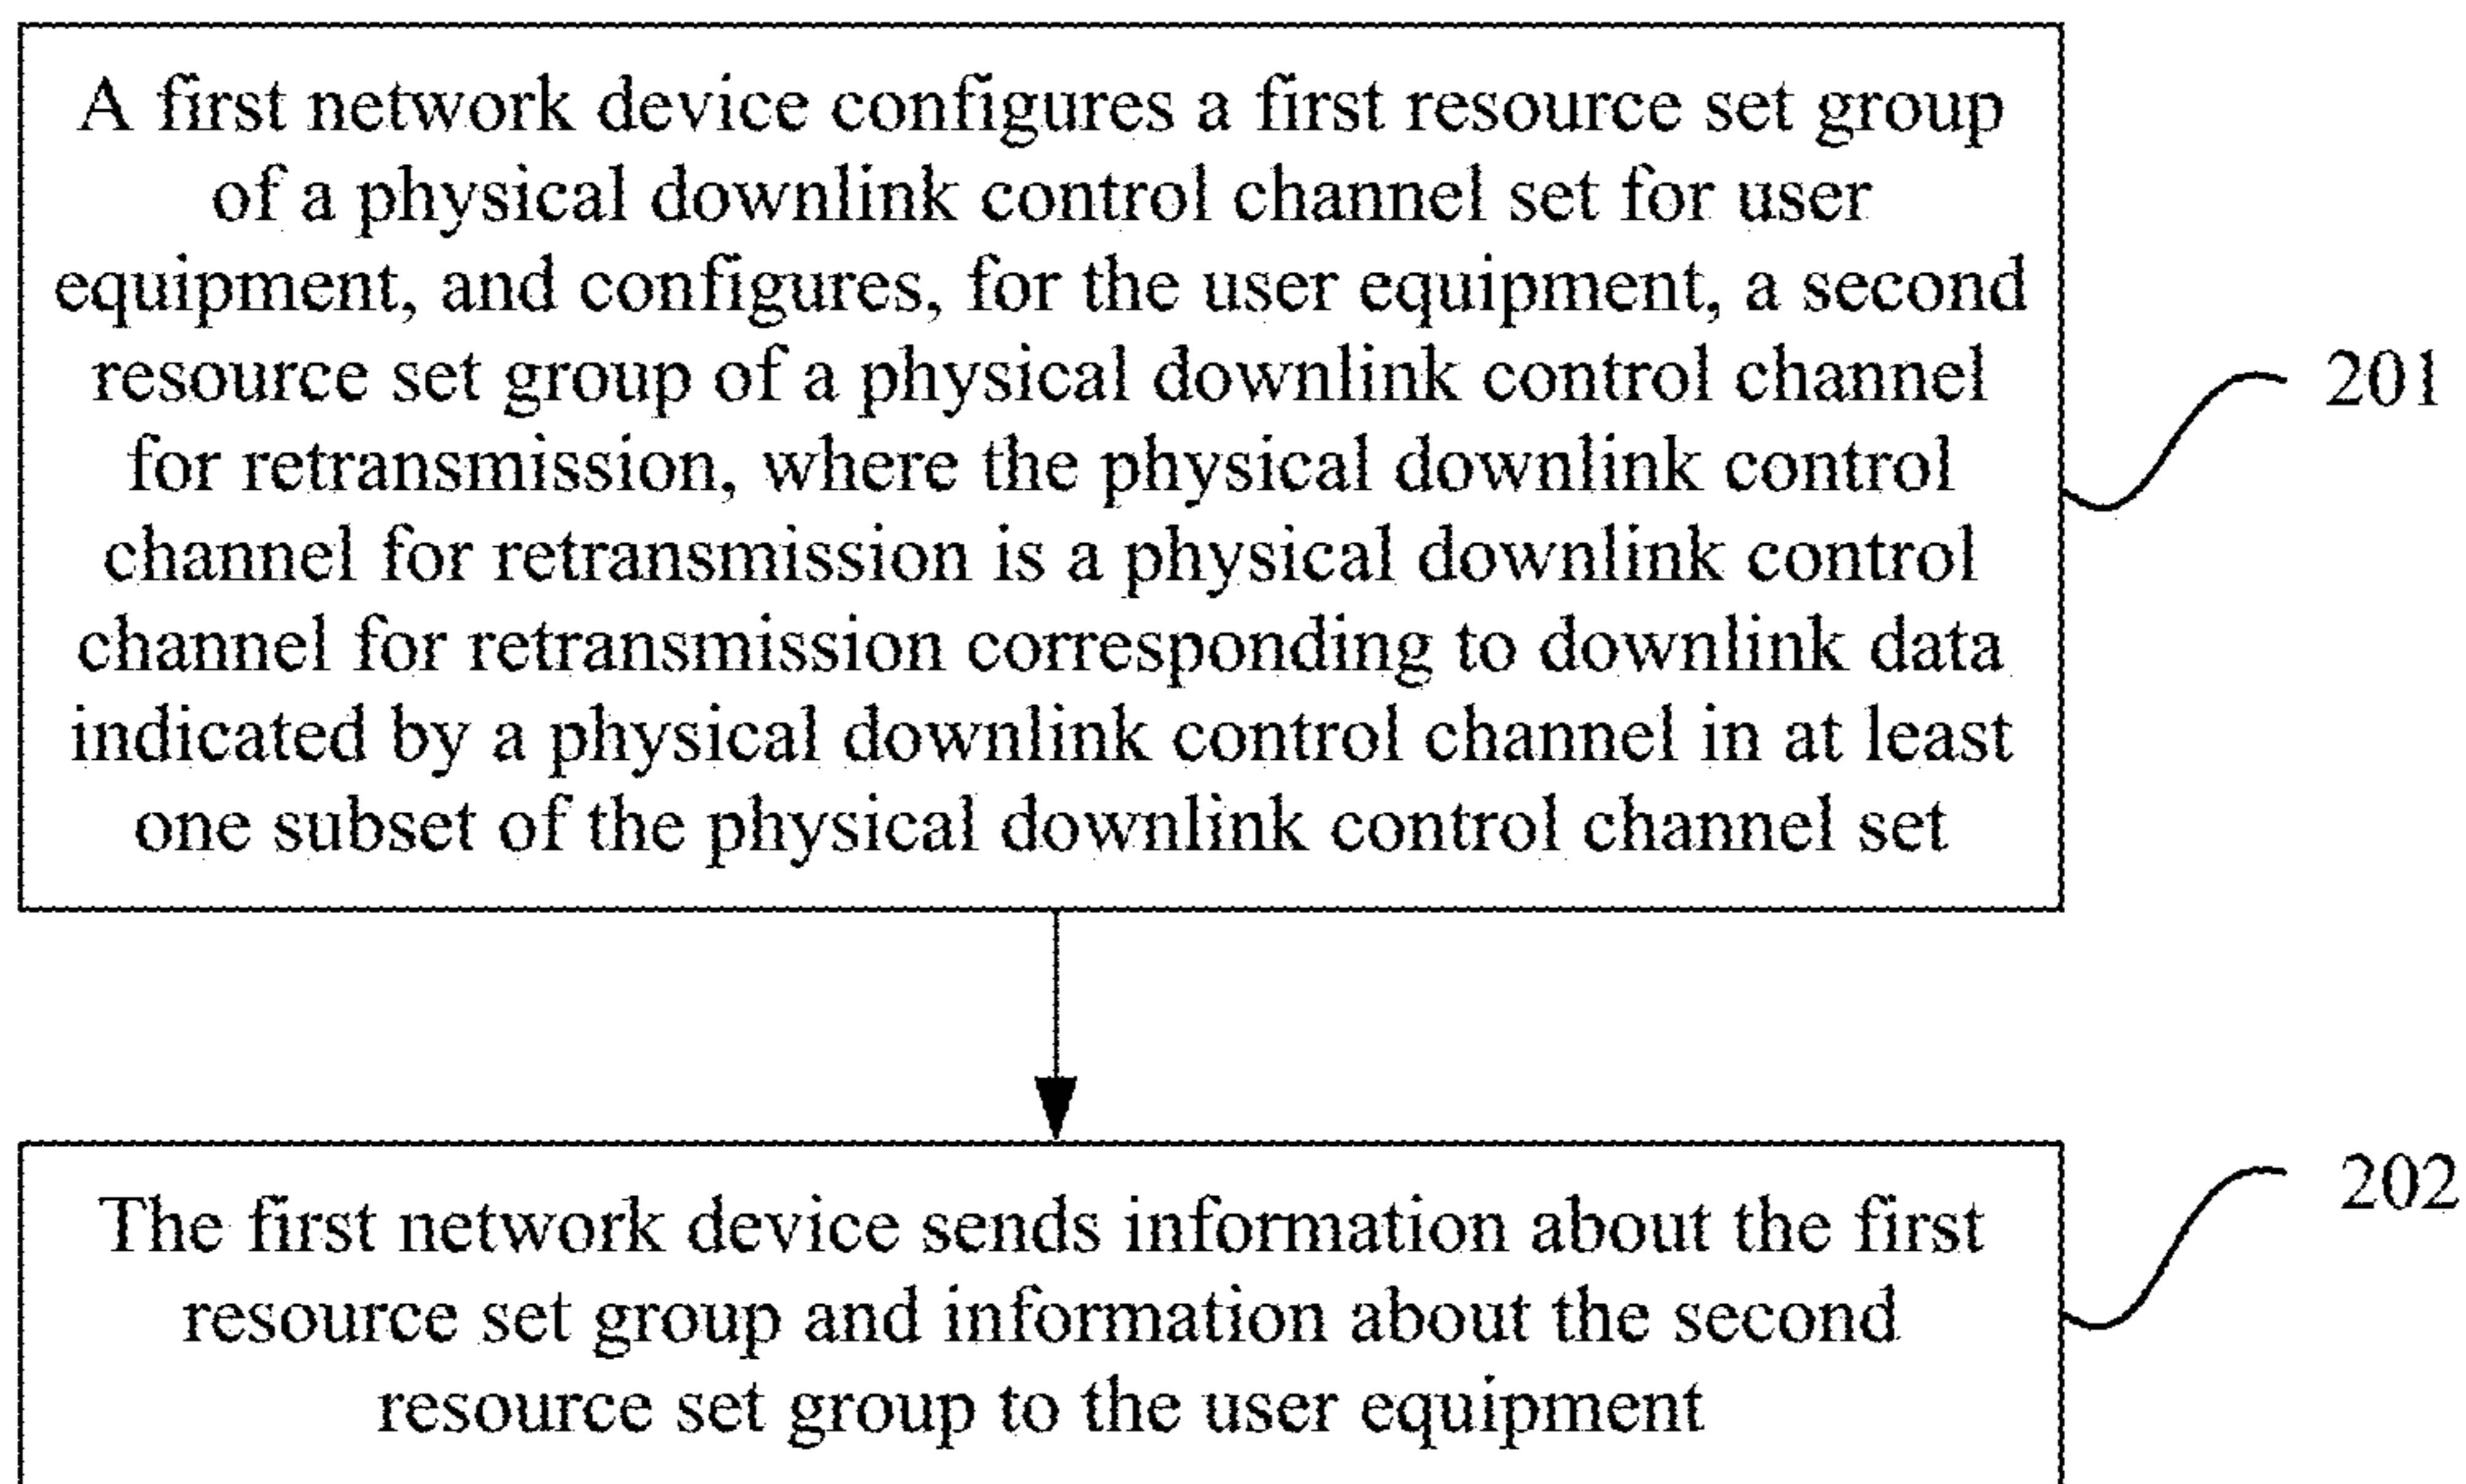 A first network device configures a first resource set group
of a physical downlink control channel set for user
equipment, and configures, for the user equipment, a second
resource set group of a physical downlink control channel
for retransmission, where the physical downlink control
channel for retransmission is a physical downlink control
channel for retransmission corresponding to downlink data
indicated by a physical downlink control channel in at least
one subset of the physical downlink control channel set
201
The first network device sends information about the first
resource set group and information about the second
resource set group to the user equipment
202